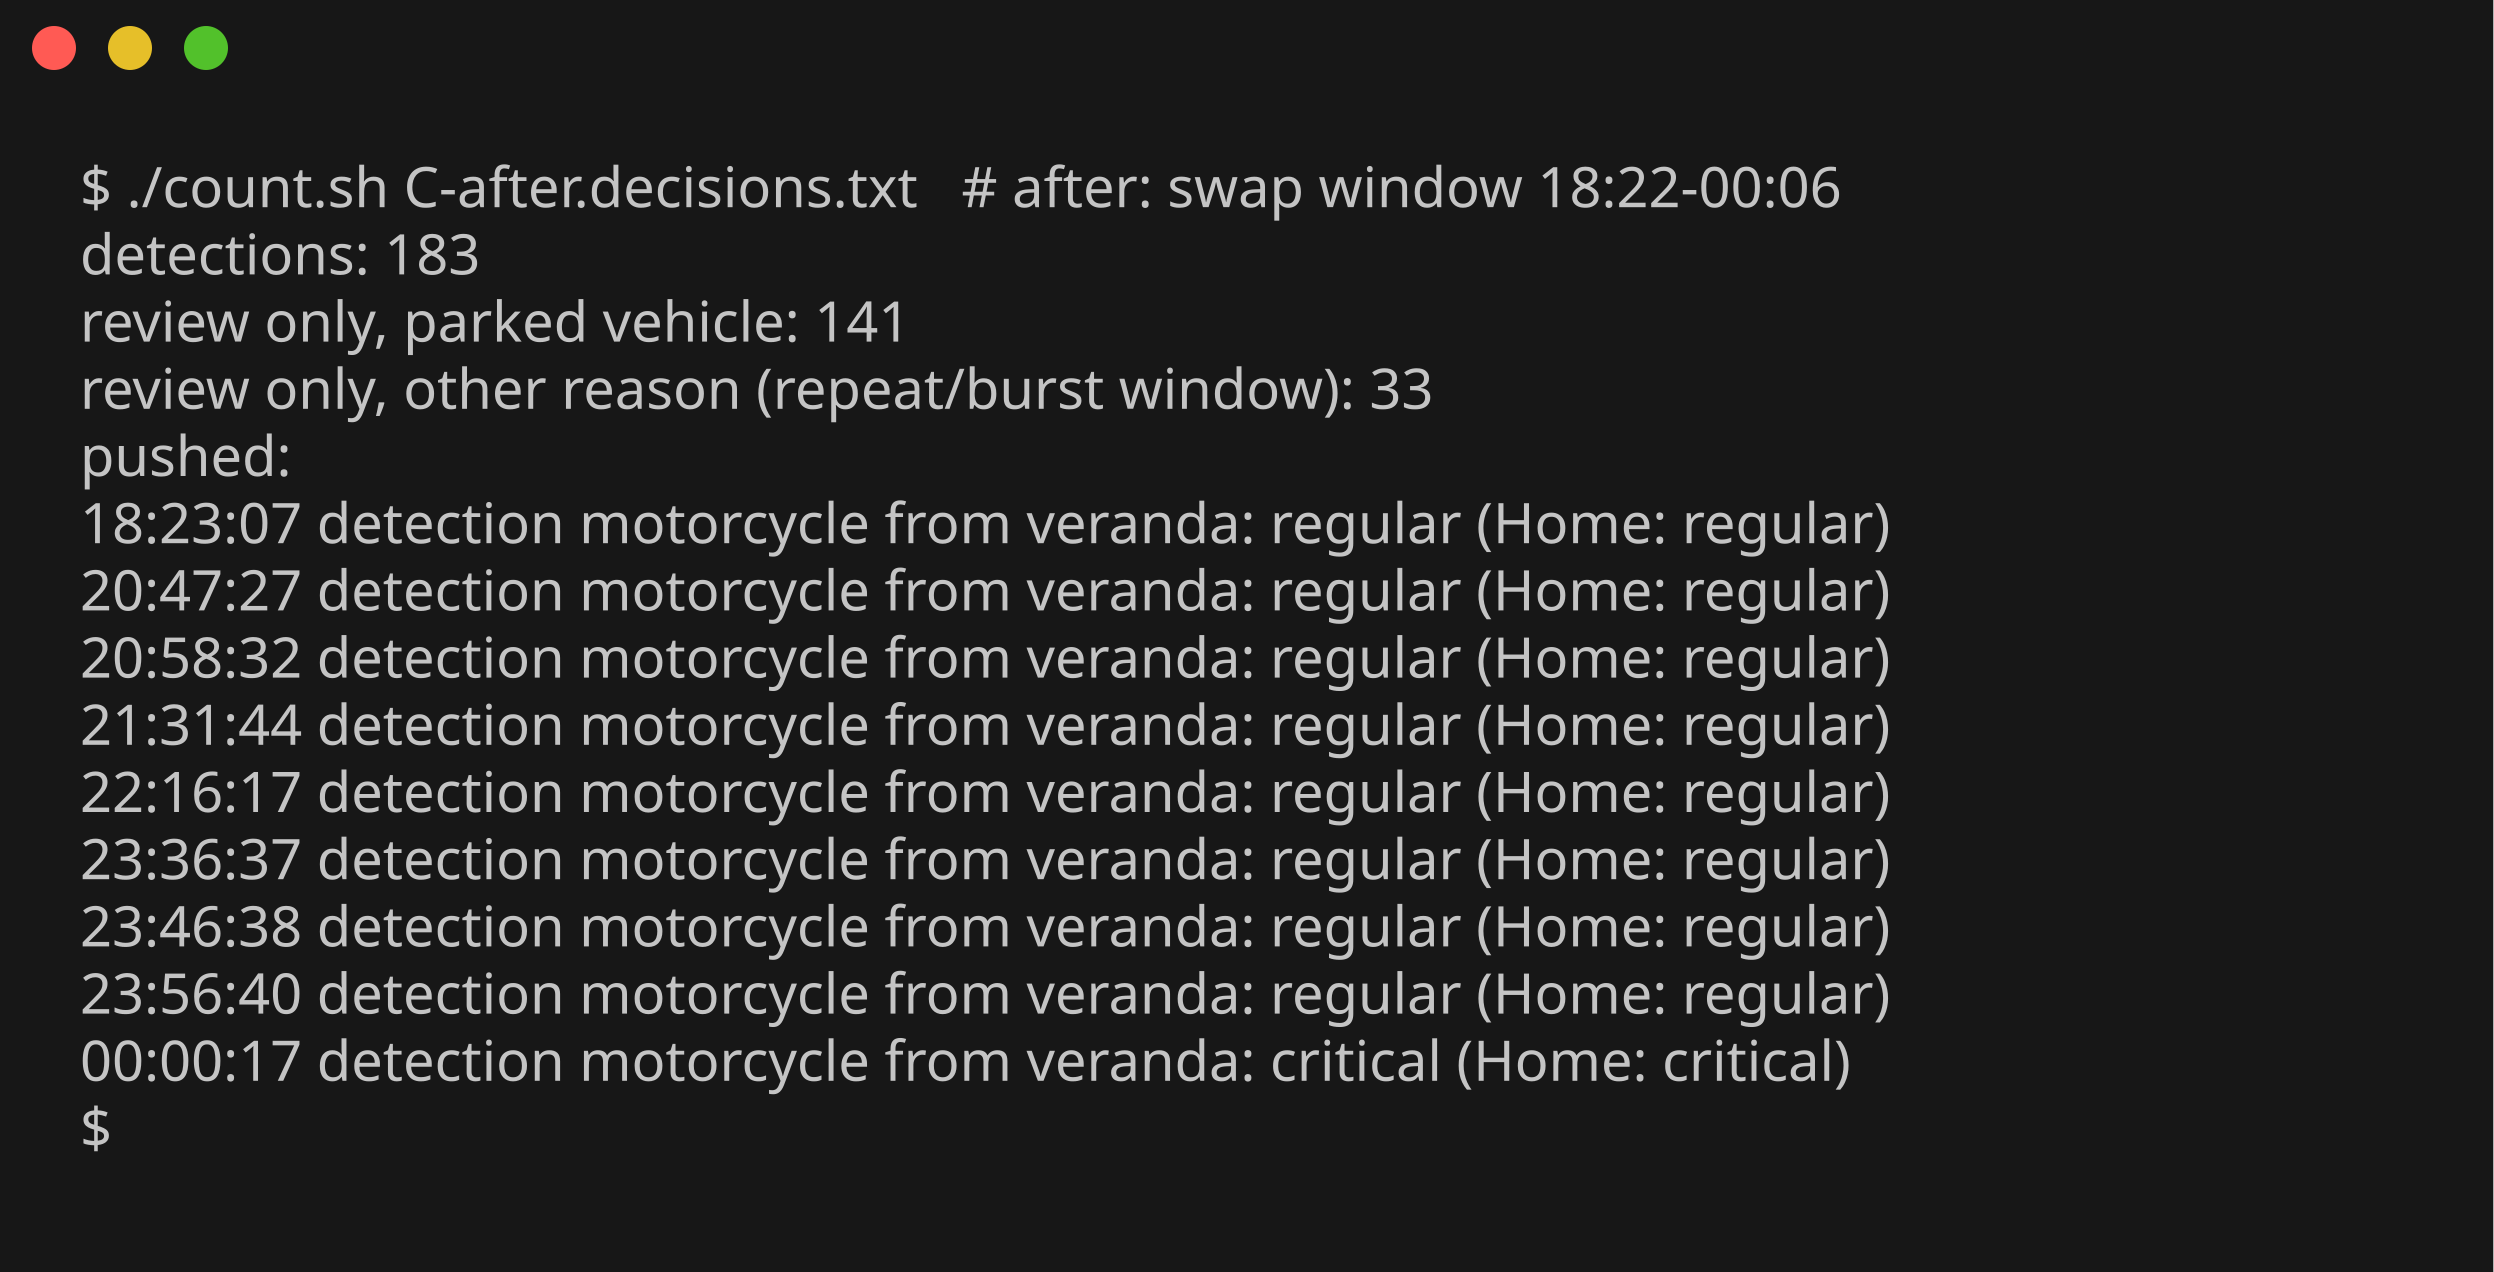 $ ./count.sh C-after.decisions.txt # after: swap window 18:22-00:06
detections: 183
review only, parked vehicle: 141
review only, other reason (repeat/burst window): 33
pushed:
18:23:07 detection motorcycle from veranda: regular (Home: regular)
20:47:27 detection motorcycle from veranda: regular (Home: regular)
20:58:32 detection motorcycle from veranda: regular (Home: regular)
21:31:44 detection motorcycle from veranda: regular (Home: regular)
22:16:17 detection motorcycle from veranda: regular (Home: regular)
23:36:37 detection motorcycle from veranda: regular (Home: regular)
23:46:38 detection motorcycle from veranda: regular (Home: regular)
23:56:40 detection motorcycle from veranda: regular (Home: regular)
00:00:17 detection motorcycle from veranda: critical (Home: critical)
$